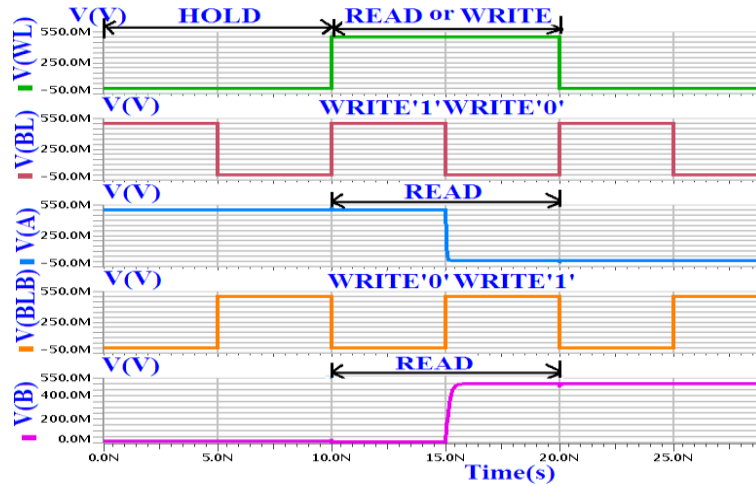 V(V) HOLD READ or WRITE
V(WL)
550.0M
250.0M
-50.0M
V(V) WRITE'1'WRITE'0'
V(BL)
550.0M
250.0M
-50.0M
V(V) READ
V(A)
550.0M
250.0M
-50.0M
V(V) WRITE'0' WRITE'1'
V(BLB)
550.0M
250.0M
-50.0M
V(V) READ
V(B)
550.0M
400.0M
200.0M
0.0M
0.0N 5.0N 10.0N 15.0N 20.0N 25.0N
Time(s)